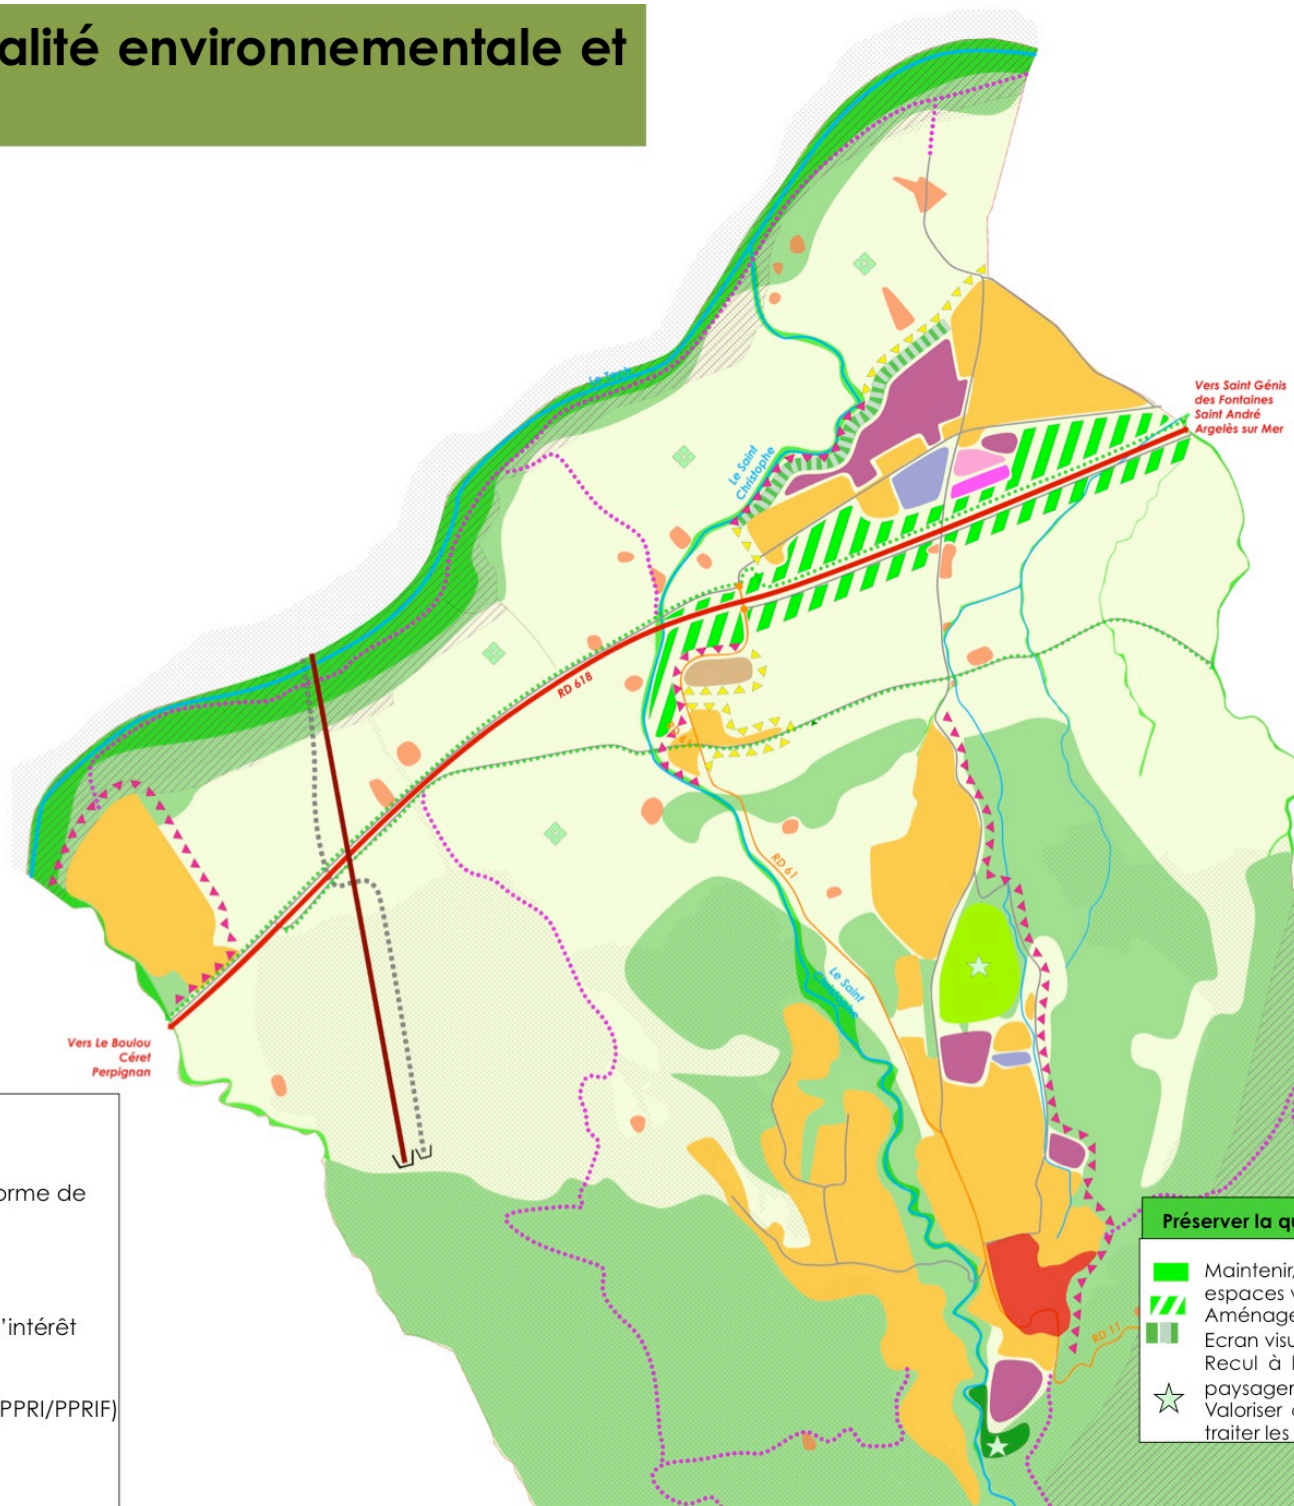 alité environnementale et
Vers Saint Génis
des Fontaines
Saint André
Argelès sur Mer
Le Tech
Le Saint
Christophe
RD 618
RD 61
RD 61
Le Saint
Christophe
Vers Le Boulou
Céret
Perpignan
orme de
'intérêt
PPRI/PPRIF)
RD 11
Préserver la qu
Maintenir,
espaces v
Aménage
Ecran visu
Recul à l
paysager
Valoriser
traiter les